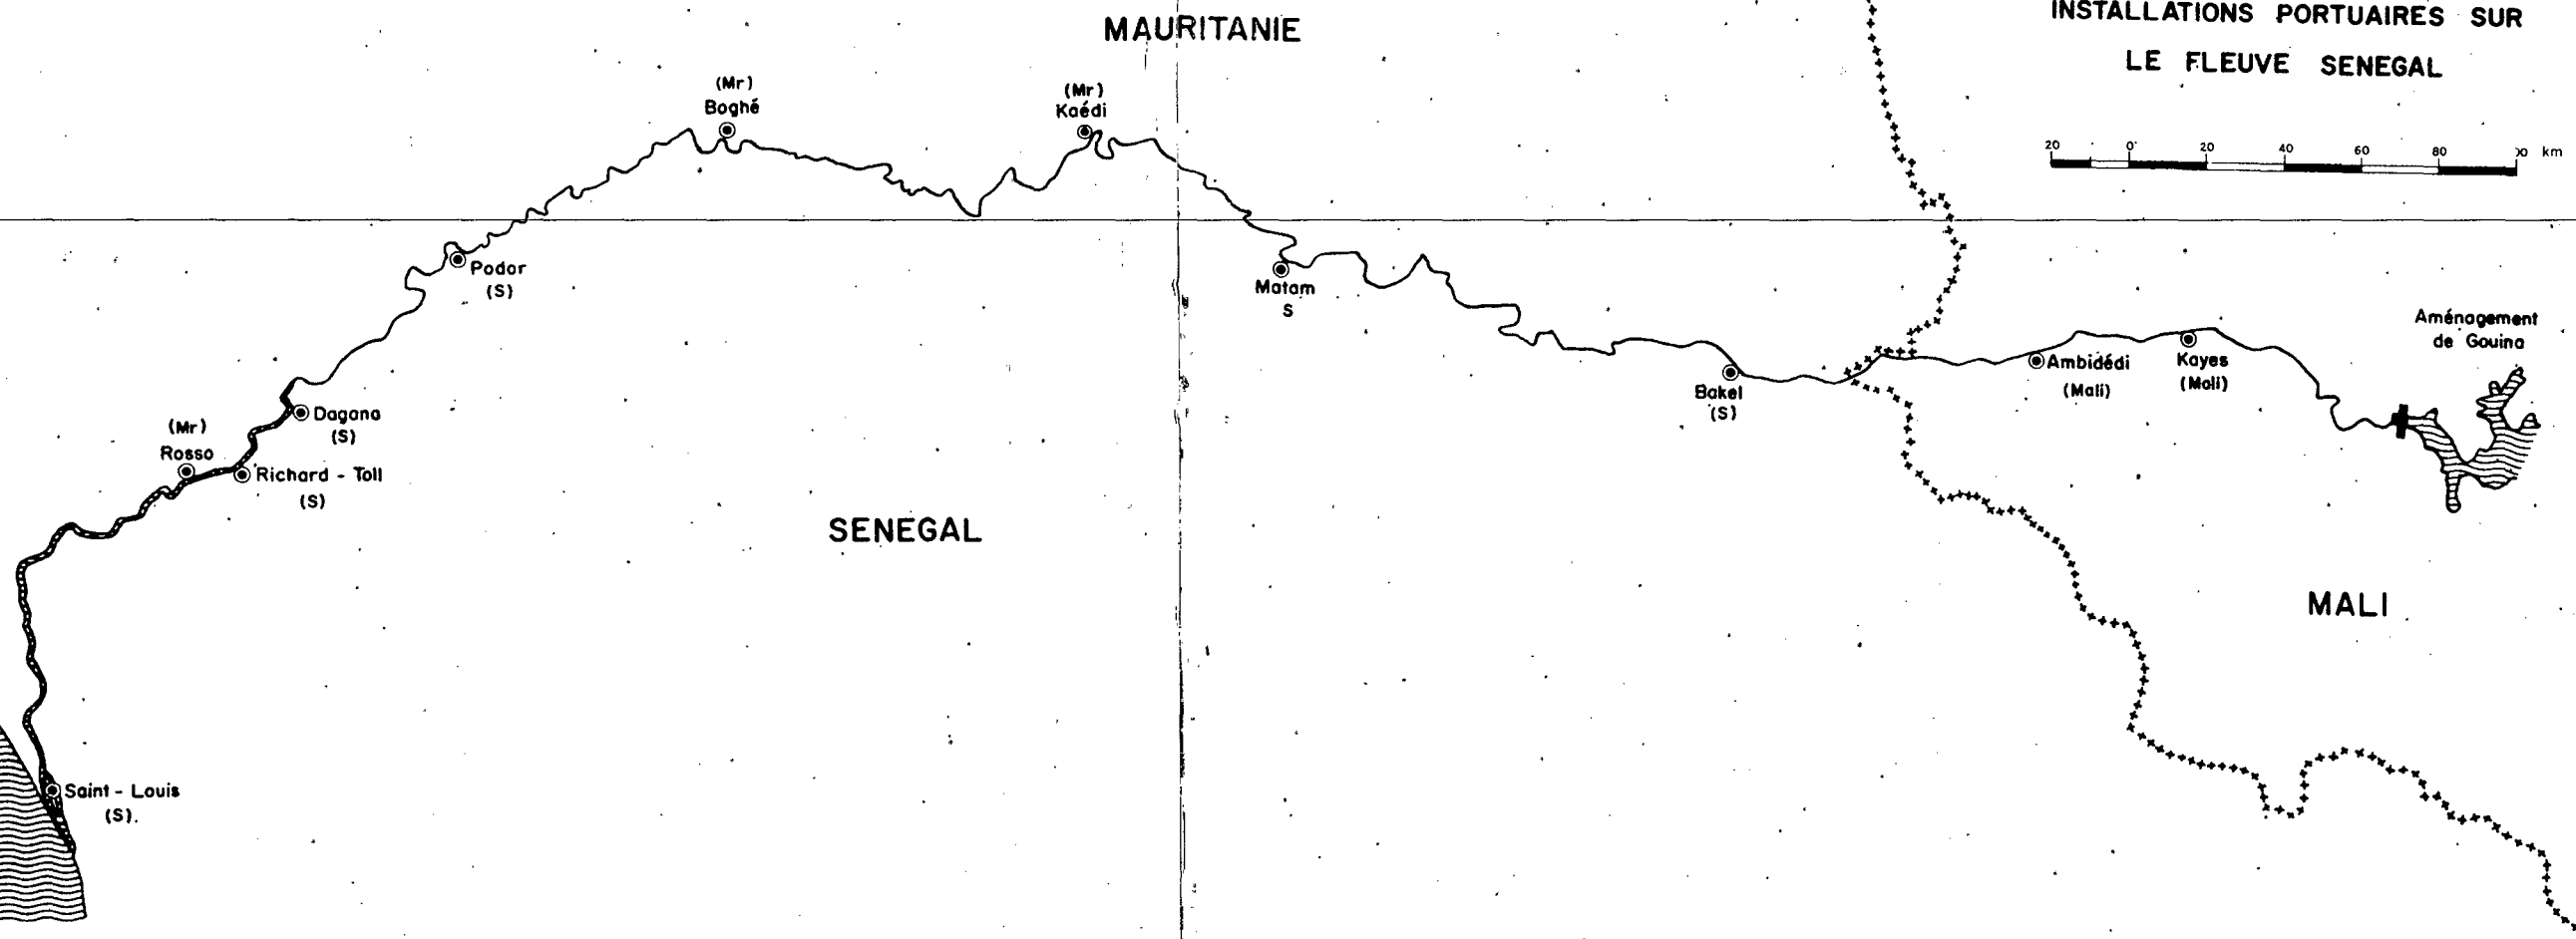 MAURITANIE
INSTALLATIONS PORTUAIRES SUR
LE FLEUVE SENEGAL
20 0 20 40 60 80 00 km
(Mr)
Boghé
(Mr)
Kaédi
Podor
(S)
Matam
S
Dagana
(S)
(Mr)
Rosso
Richard - Toll
(S)
Bakel
(S)
Ambidédi
(Mali)
Kayes
(Mali)
Aménagement
de Gouina
SENEGAL
MALI
Saint - Louis
(S).